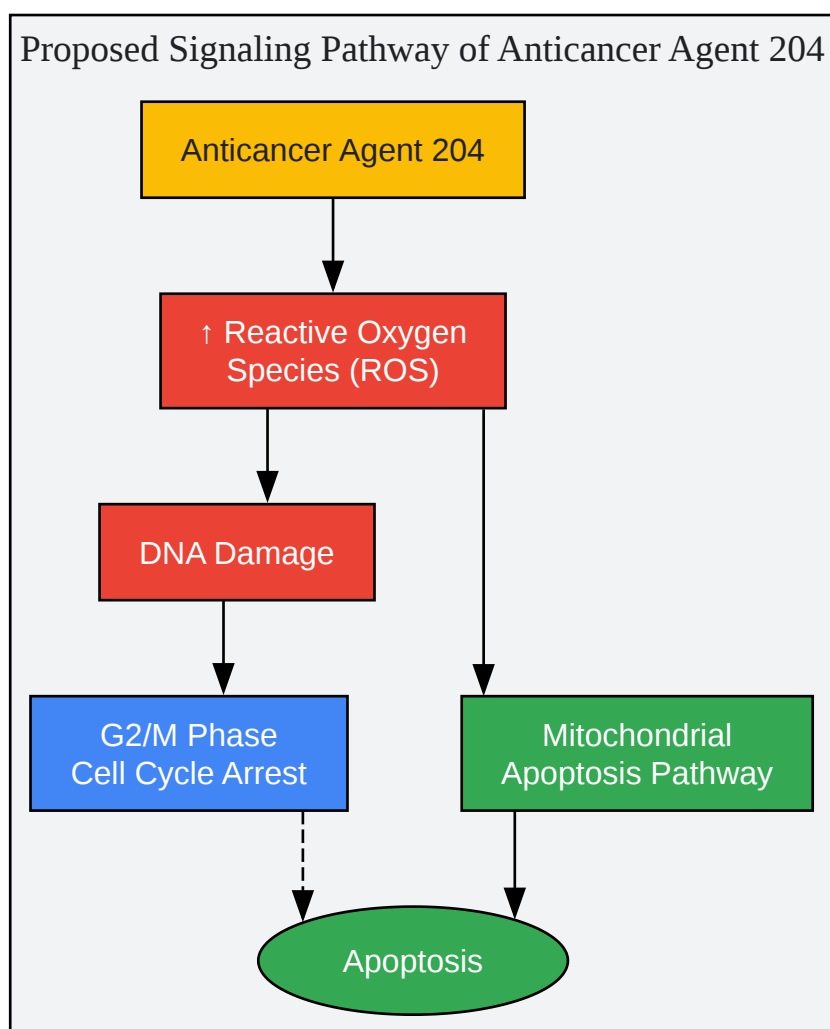 Proposed Signaling Pathway of Anticancer Agent 204
Anticancer Agent 204
↑ Reactive Oxygen
Species (ROS)
DNA Damage
G2/M Phase
Cell Cycle Arrest
Mitochondrial
Apoptosis Pathway
Apoptosis